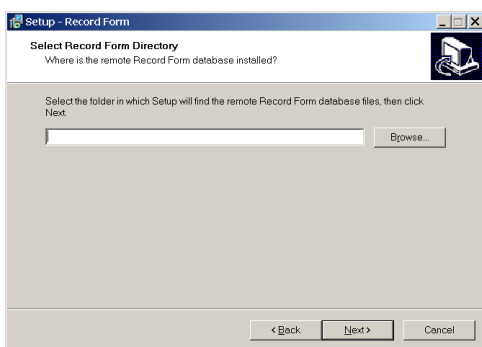 Setup - Record Form
Select Record Form Directory
Where is the remote Record Form database installed?
Select the folder in which Setup will find the remote Record Form database files, then click
Next.
Browse...
< Back
Next >
Cancel